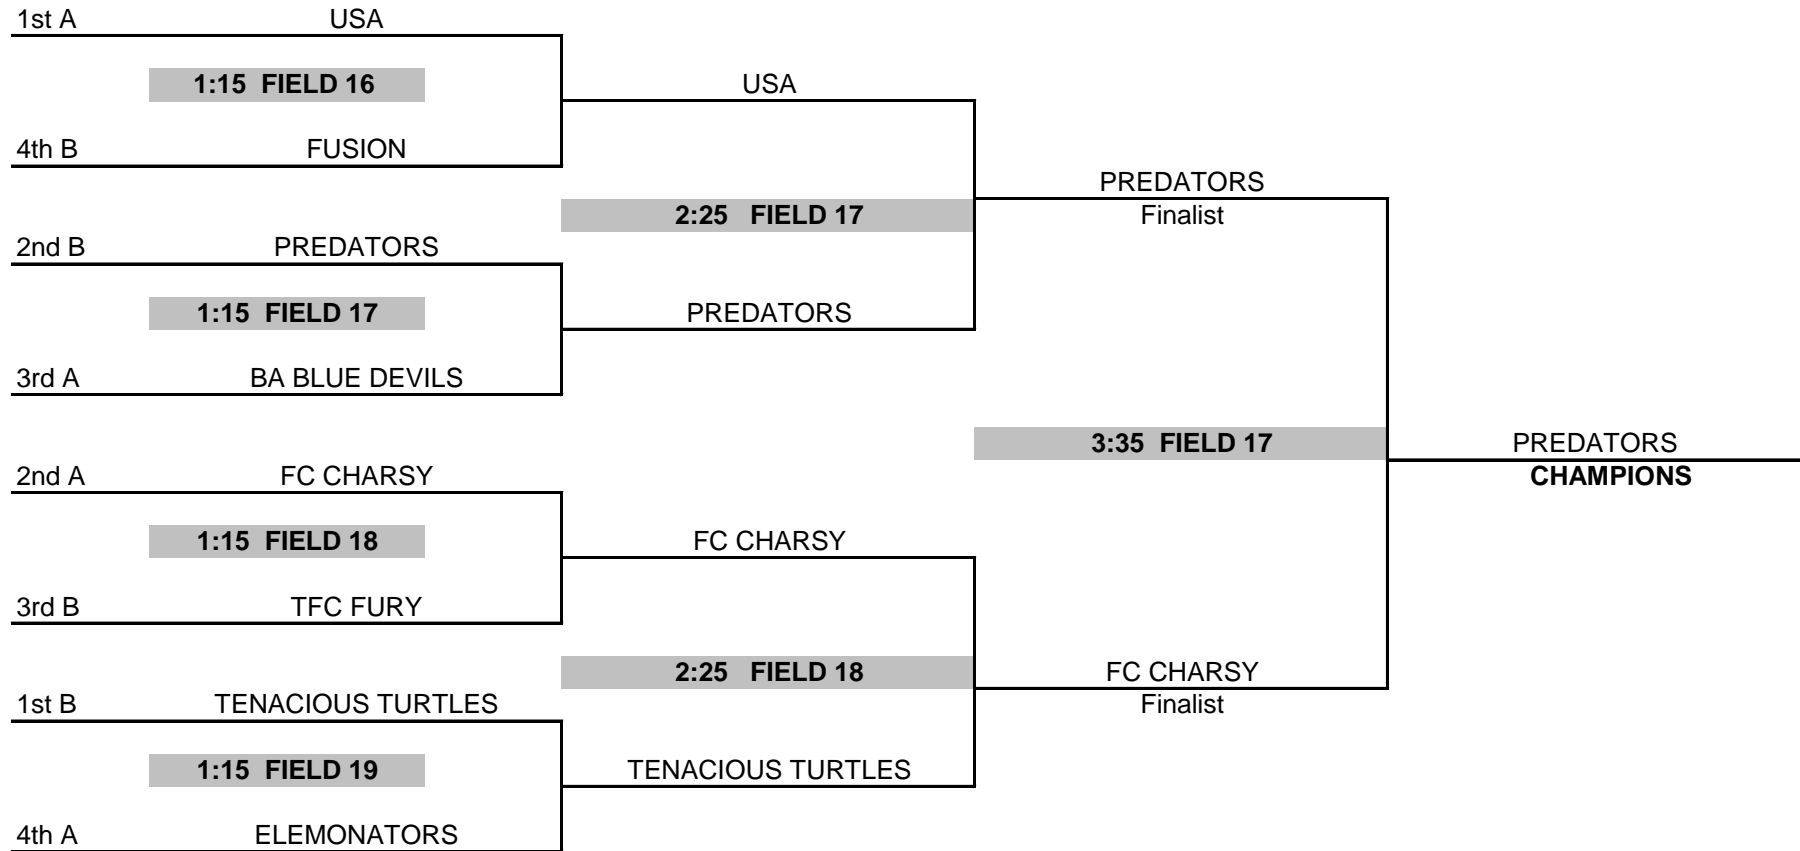 1st A USA
1:15 FIELD 16
USA
4th B FUSION
PREDATORS
2:25 FIELD 17
Finalist
2nd B PREDATORS
1:15 FIELD 17
PREDATORS
3rd A BA BLUE DEVILS
3:35 FIELD 17
PREDATORS
CHAMPIONS
2nd A FC CHARSY
1:15 FIELD 18
FC CHARSY
3rd B TFC FURY
2:25 FIELD 18
FC CHARSY
Finalist
1st B TENACIOUS TURTLES
1:15 FIELD 19
TENACIOUS TURTLES
4th A ELEMONATORS